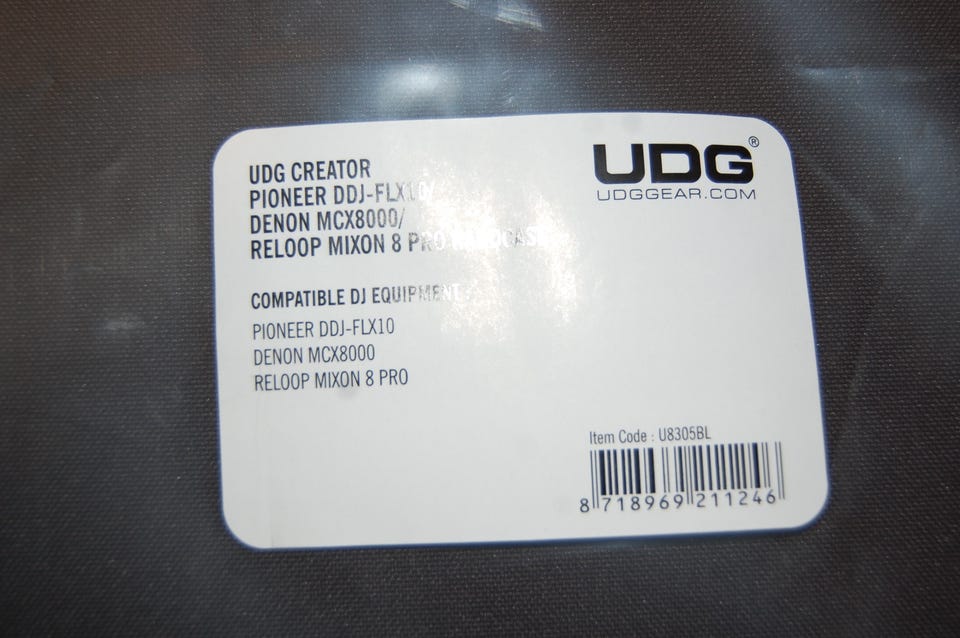 UDG CREATOR
PIONEER DDJ-FLX10/
DENON MCX8000/
RELOOP MIXON 8 PRO HARDCASE
COMPATIBLE DJ EQUIPMENT
PIONEER DDJ-FLX10
DENON MCX8000
RELOOP MIXON 8 PRO
UDG®
UDGGEAR.COM
Item Code : U8305BL
8 718969 211246